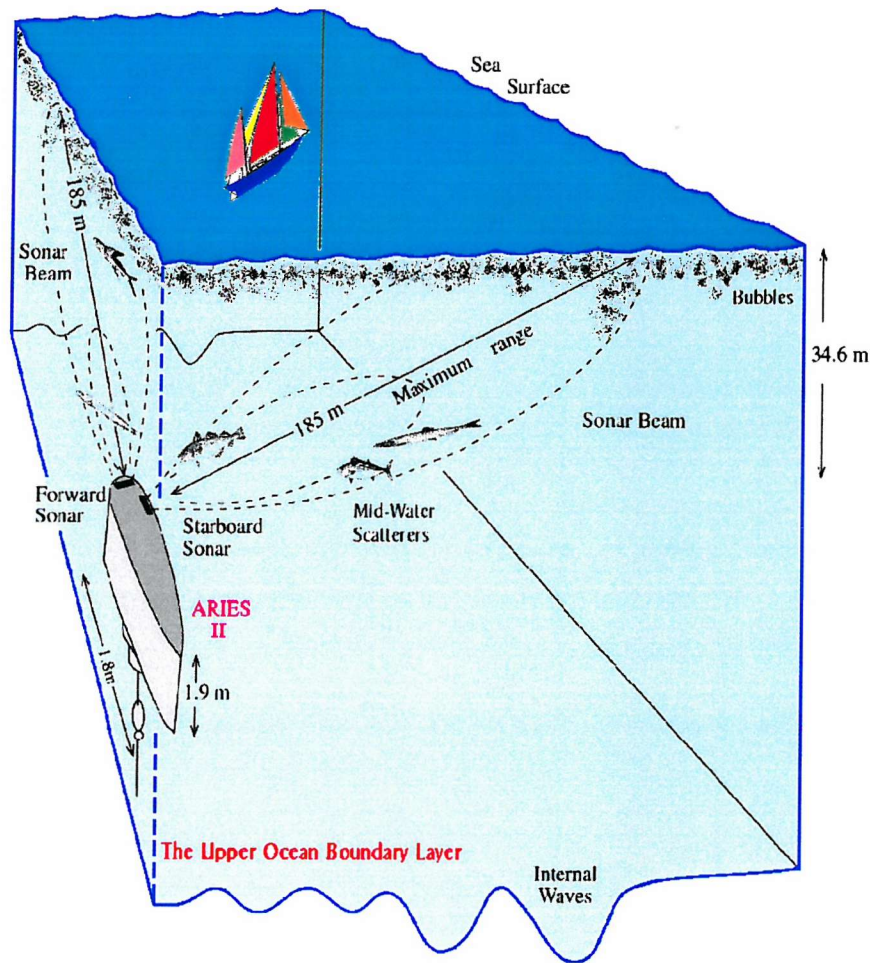 Sea
Surface
185 m
Sonar
Beam
Bubbles
34.6 m
185 m
Maximum range
Sonar Beam
Forward
Sonar
Starboard
Sonar
Mid-Water
Scatterers
ARIES
II
1.8m
1.9 m
The Upper Ocean Boundary Layer
Internal
Waves